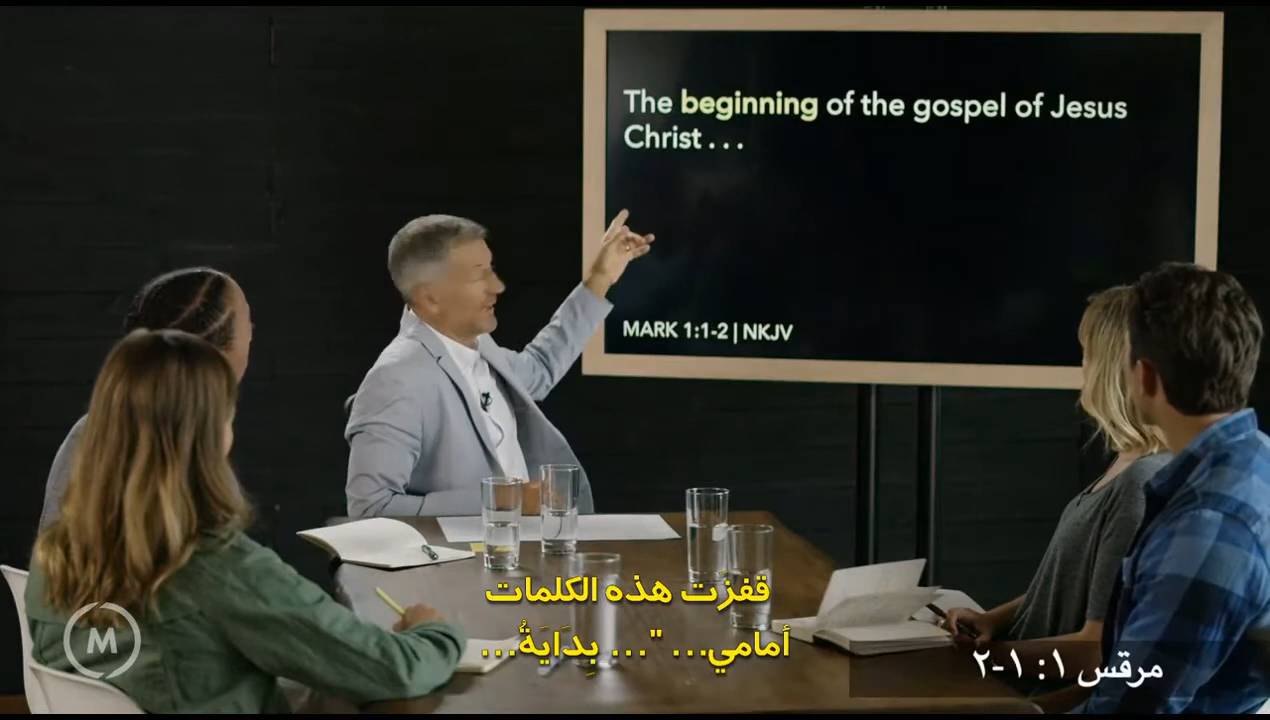 The beginning of the gospel of Jesus
Christ . . .
MARK 1:1-2 | NKJV
قفزت هذه الكلمات
أمامي... "... بِدَايَةُ...
مرقس ١: ١-٢
M